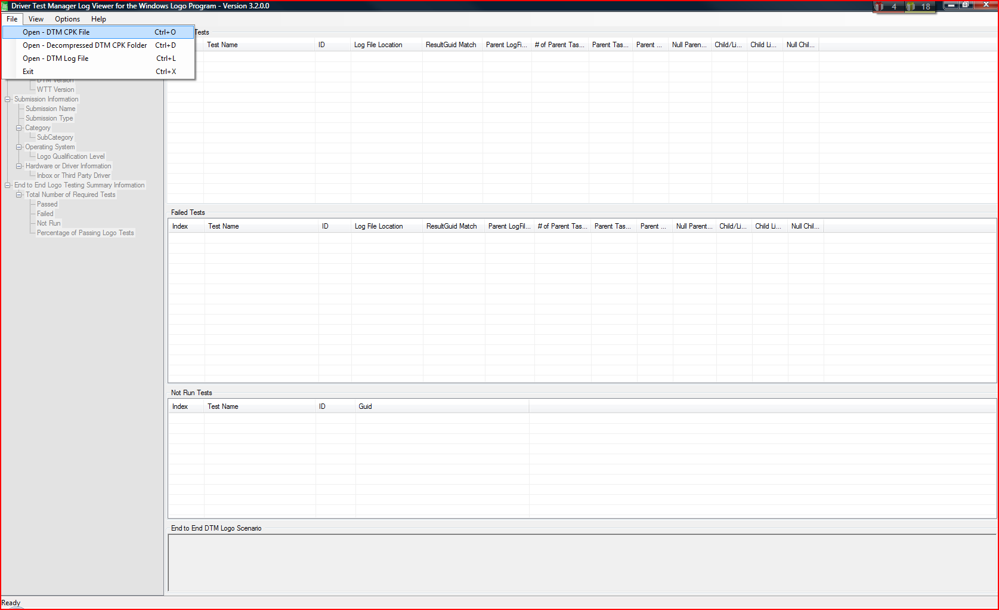 Driver Test Manager Log Viewer for the Windows Logo Program - Version 3.2.0.0
4 18
File View Options Help
Open - DTM CPK File Ctrl+O
Open - Decompressed DTM CPK Folder Ctrl+D
Open - DTM Log File Ctrl+L
Exit Ctrl+X
DTM Version
WTT Version
Submission Information
Submission Name
Submission Type
Category
SubCategory
Operating System
Logo Qualification Level
Hardware or Driver Information
Inbox or Third Party Driver
End to End Logo Testing Summary Information
Total Number of Required Tests
Passed
Failed
Not Run
Percentage of Passing Logo Tests
Tests
Test Name ID Log File Location ResultGuid Match Parent LogFi... # of Parent Tas... Parent Tas... Parent ... Null Paren... Child/Li... Child Li... Null Chil...
Failed Tests
Index Test Name ID Log File Location ResultGuid Match Parent LogFil... # of Parent Tas... Parent Tas... Parent ... Null Parent... Child/Li... Child Li... Null Chil...
Not Run Tests
Index Test Name ID Guid
End to End DTM Logo Scenario
Ready